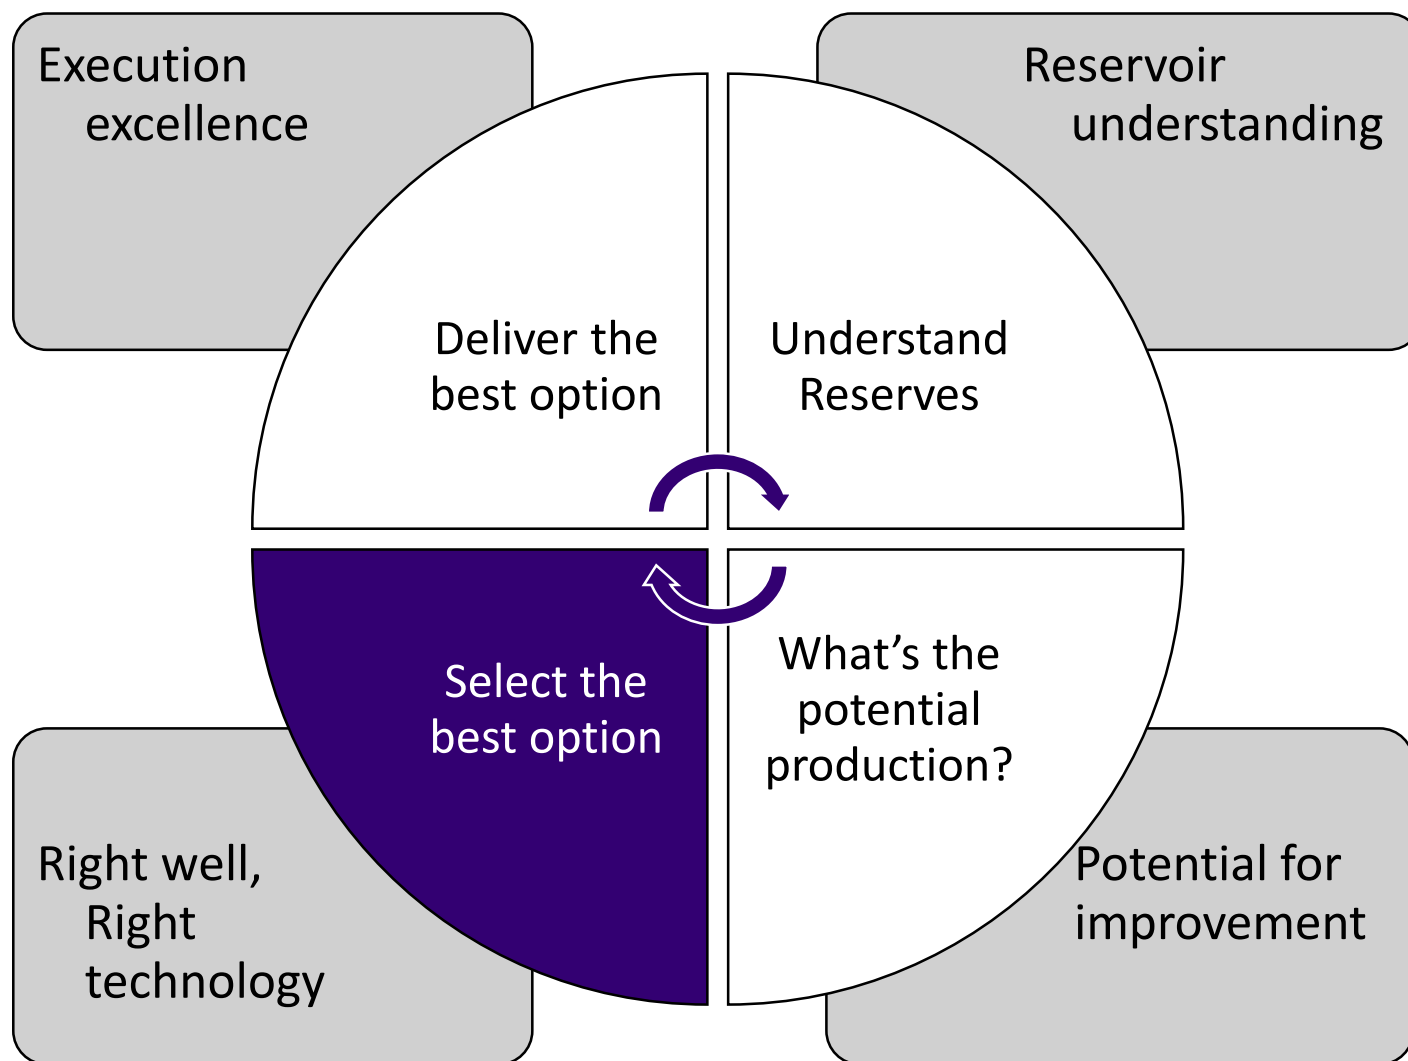 Execution
excellence
Reservoir
understanding
Deliver the
best option
Understand
Reserves
Select the
best option
What’s the
potential
production?
Right well,
Right
technology
Potential for
improvement